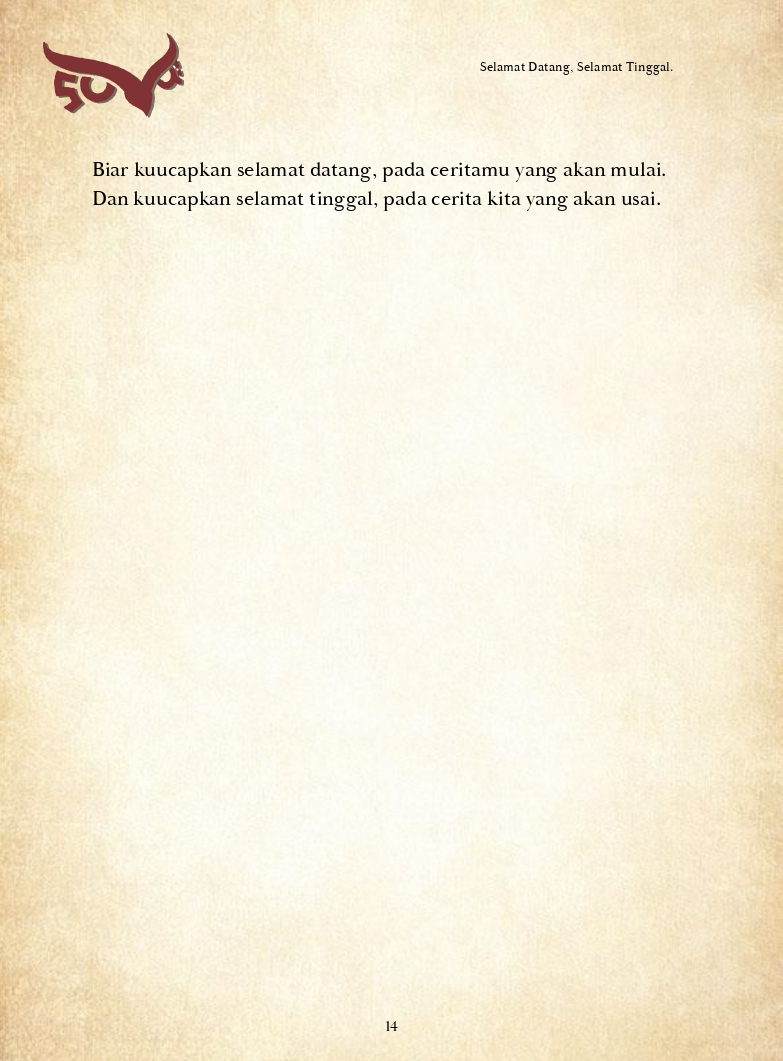 Selamat Datang, Selamat Tinggal.
Biar kuucapkan selamat datang, pada ceritamu yang akan mulai.
Dan kuucapkan selamat tinggal, pada cerita kita yang akan usai.
14